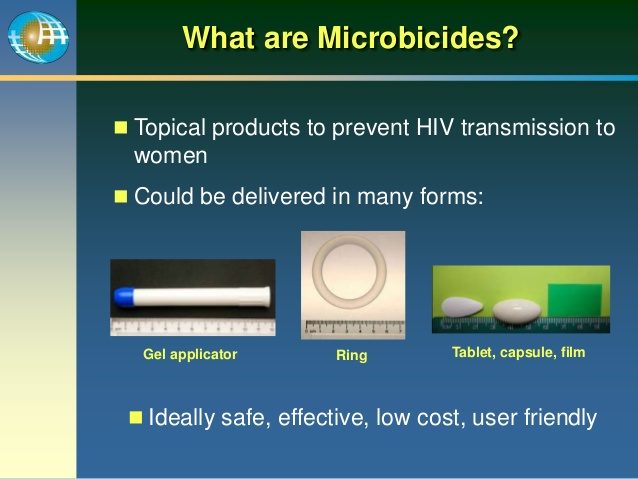 What are Microbicides?
Topical products to prevent HIV transmission to
women
Could be delivered in many forms:
Gel applicator
Ring
Tablet, capsule, film
Ideally safe, effective, low cost, user friendly